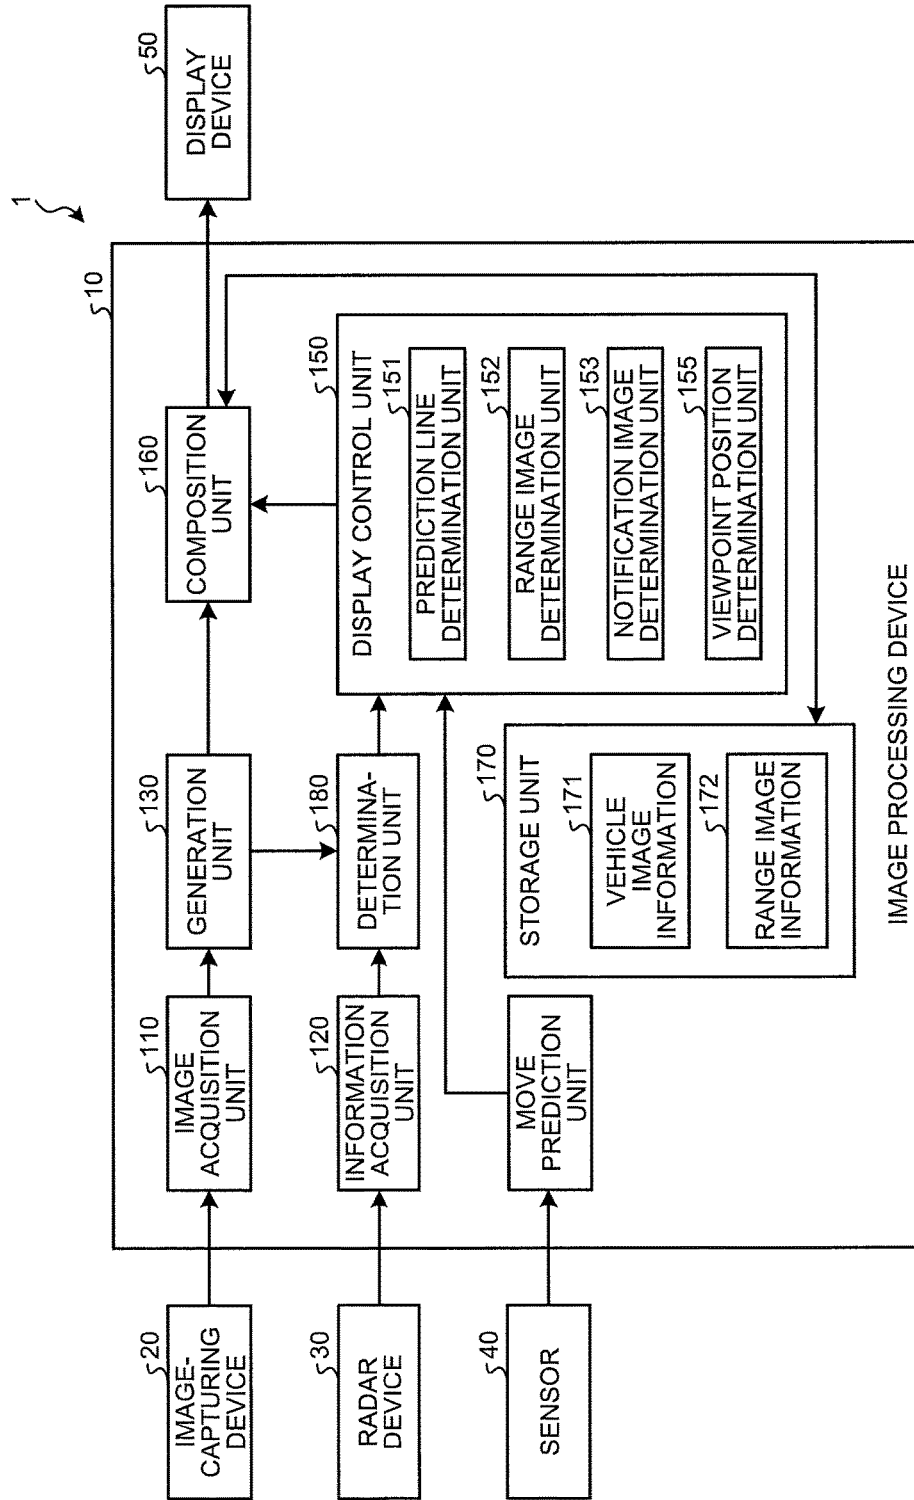 1
10
20
IMAGE-
CAPTURING
DEVICE
110
IMAGE
ACQUISITION
UNIT
130
GENERATION
UNIT
160
COMPOSITION
UNIT
50
DISPLAY
DEVICE
30
RADAR
DEVICE
120
INFORMATION
ACQUISITION
UNIT
180
DETERMINA-
TION UNIT
150
DISPLAY CONTROL UNIT
151
PREDICTION LINE
DETERMINATION UNIT
152
RANGE IMAGE
DETERMINATION UNIT
153
NOTIFICATION IMAGE
DETERMINATION UNIT
155
VIEWPOINT POSITION
DETERMINATION UNIT
40
SENSOR
MOVE
PREDICTION
UNIT
170
STORAGE UNIT
171
VEHICLE
IMAGE
INFORMATION
172
RANGE IMAGE
INFORMATION
IMAGE PROCESSING DEVICE